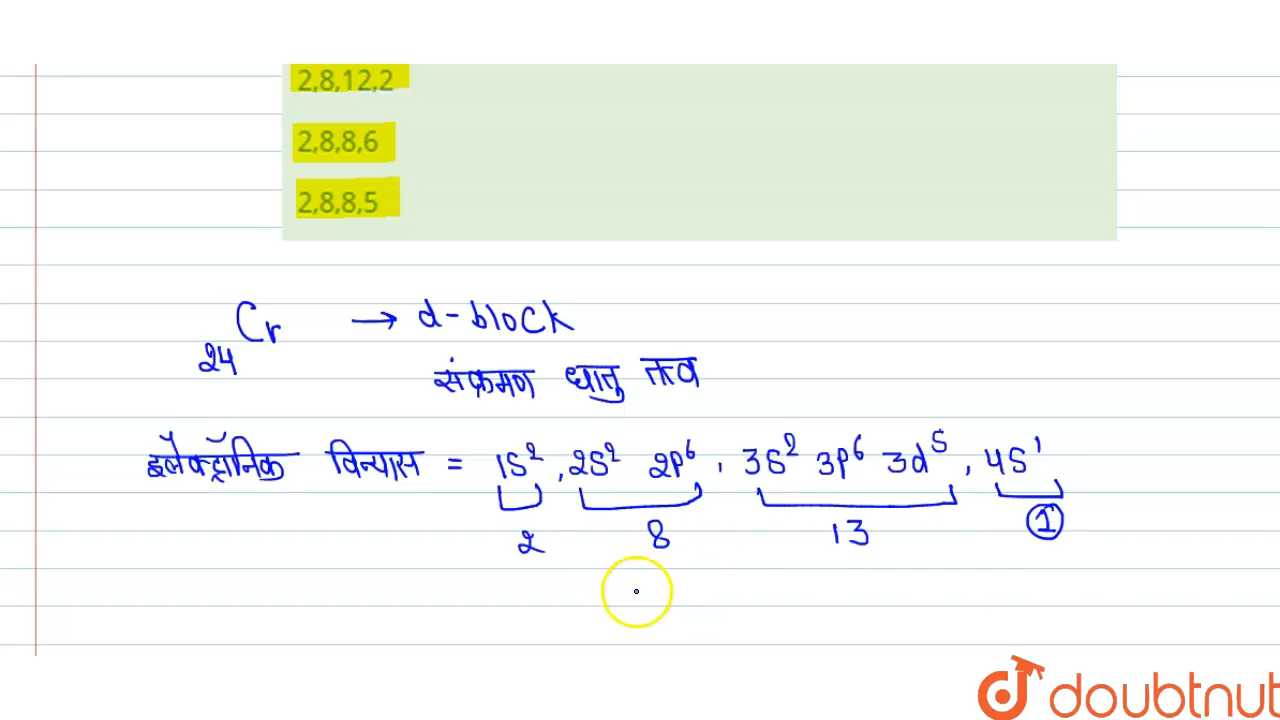 2,8,12,2
2,8,8,6
2,8,8,5
₂₄Cr → d-block
संक्रमण धातु तत्व
इलैक्ट्रॉनिक विन्यास = 1s² , 2s² 2p⁶ , 3s² 3p⁶ 3d⁵ , 4s¹
2 8 13 1
doubtnut